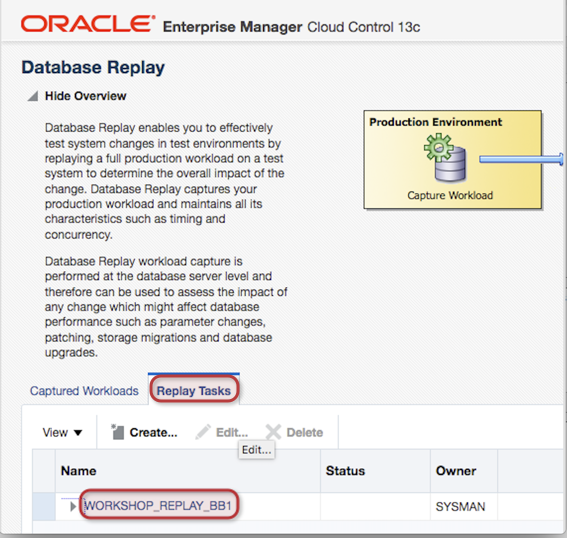 ORACLE® Enterprise Manager Cloud Control 13c
Database Replay
Hide Overview
Database Replay enables you to effectively
test system changes in test environments by
replaying a full production workload on a test
system to determine the overall impact of the
change. Database Replay captures your
production workload and maintains all its
characteristics such as timing and
concurrency.
Database Replay workload capture is
performed at the database server level and
therefore can be used to assess the impact of
any change which might affect database
performance such as parameter changes,
patching, storage migrations and database
upgrades.
Production Environment
Capture Workload
Captured Workloads Replay Tasks
View Create... Edit... Delete
Edit...
Name Status Owner
WORKSHOP_REPLAY_BB1 SYSMAN